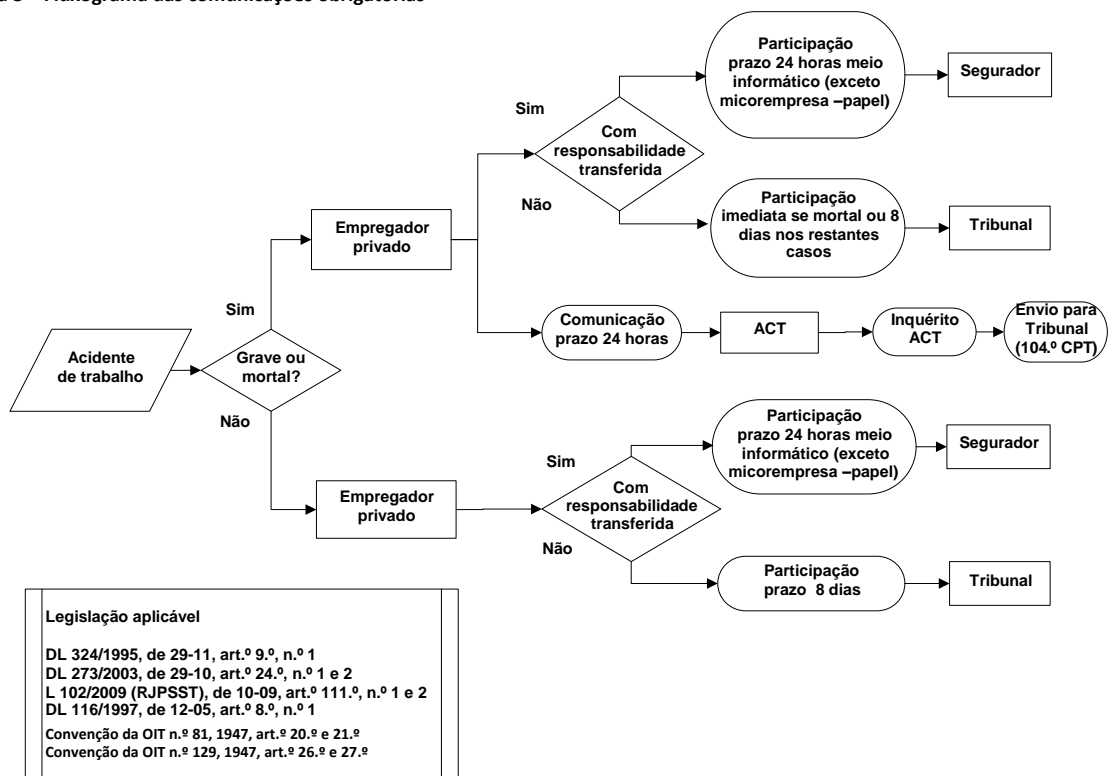 Fluxograma das comunicações obrigatórias
Participação
prazo 24 horas meio
informático (exceto
micorempresa –papel)
Segurador
Sim
Com
responsabilidade
transferida
Não
Participação
imediata se mortal ou 8
dias nos restantes
casos
Tribunal
Empregador
privado
Sim
Comunicação
prazo 24 horas
ACT
Inquérito
ACT
Envio para
Tribunal
(104.º CPT)
Acidente
de trabalho
Grave ou
mortal?
Não
Participação
prazo 24 horas meio
informático (exceto
micorempresa –papel)
Segurador
Sim
Empregador
privado
Com
responsabilidade
transferida
Não
Participação
prazo 8 dias
Tribunal
Legislação aplicável
DL 324/1995, de 29-11, art.º 9.º, n.º 1
DL 273/2003, de 29-10, art.º 24.º, n.º 1 e 2
L 102/2009 (RJPSST), de 10-09, art.º 111.º, n.º 1 e 2
DL 116/1997, de 12-05, art.º 8.º, n.º 1
Convenção da OIT n.º 81, 1947, art.º 20.º e 21.º
Convenção da OIT n.º 129, 1947, art.º 26.º e 27.º